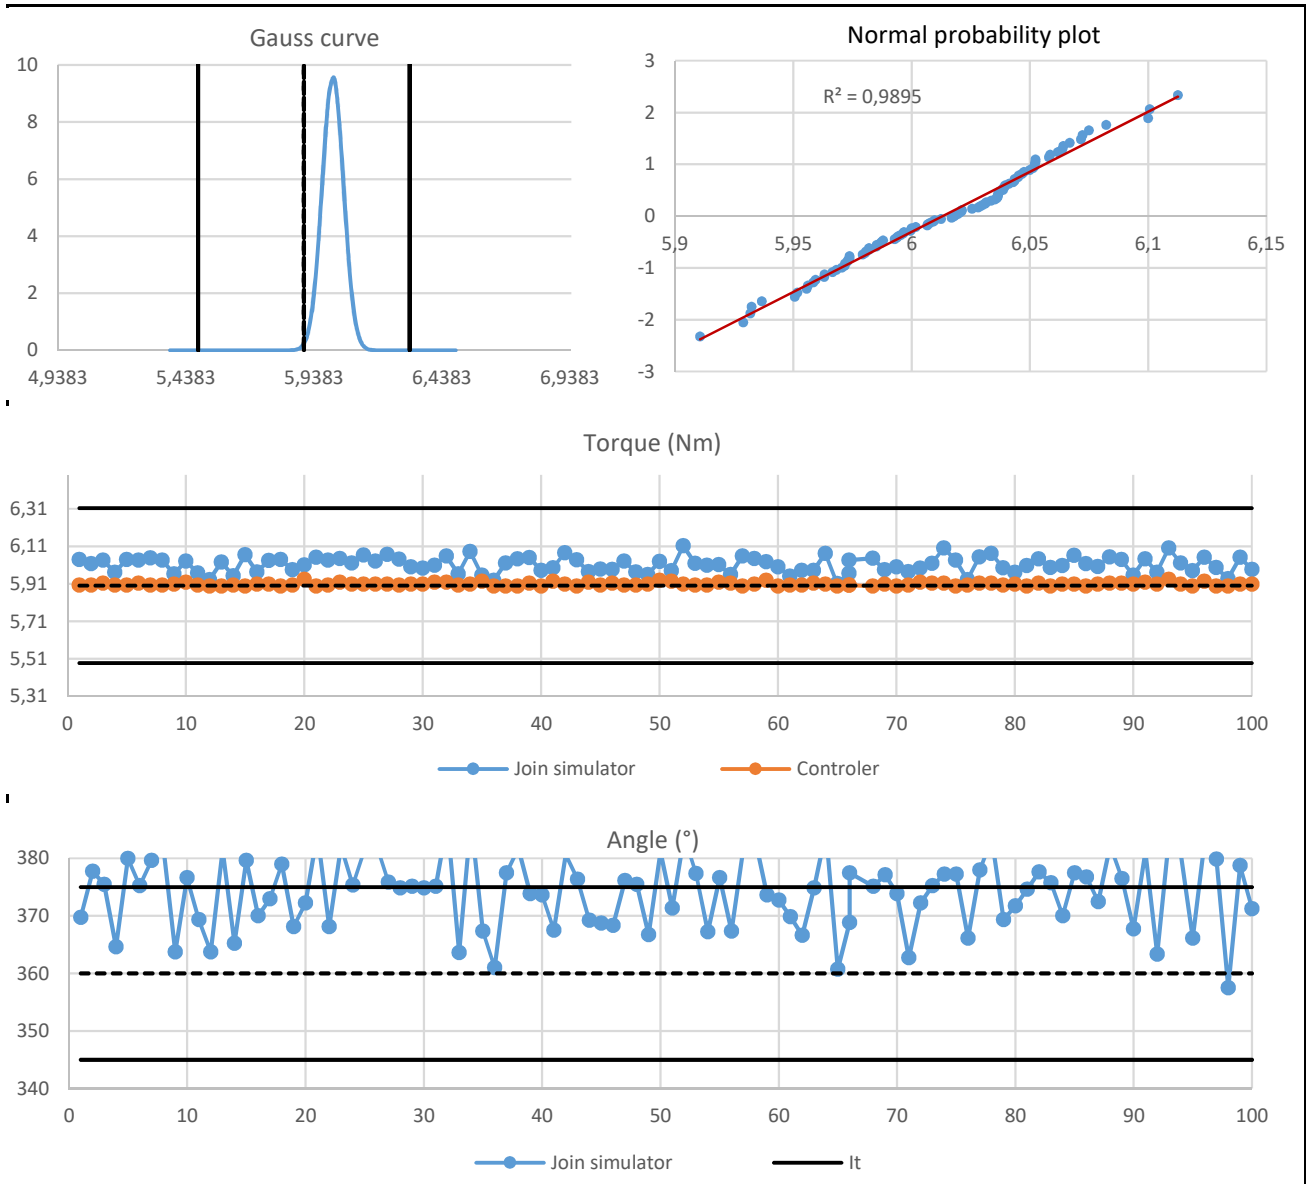 Gauss curve
10
8
6
4
2
0
4,9383 5,4383 5,9383 6,4383 6,9383
Normal probability plot
R² = 0,9895
3
2
1
0
-1
-2
-3
5,9 5,95 6 6,05 6,1 6,15
Torque (Nm)
6,31
6,11
5,91
5,71
5,51
5,31
0 10 20 30 40 50 60 70 80 90 100
Join simulator Controler
Angle (°)
380
370
360
350
340
0 10 20 30 40 50 60 70 80 90 100
Join simulator It